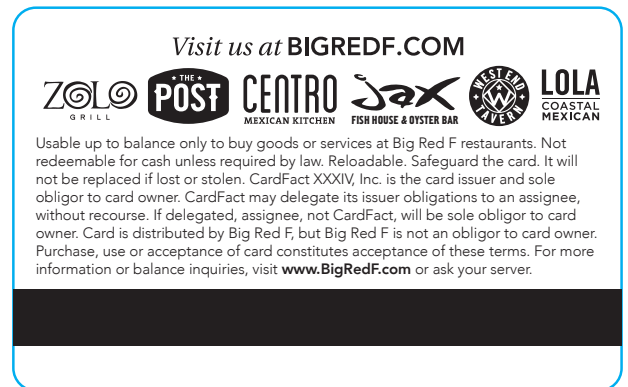 Visit us at BIGREDF.COM
ZOLO
GRILL
THE
POST
CENTRO
MEXICAN KITCHEN
jax
FISH HOUSE & OYSTER BAR
WEST END
W
TAVERN
LOLA
COASTAL
MEXICAN
Usable up to balance only to buy goods or services at Big Red F restaurants. Not
redeemable for cash unless required by law. Reloadable. Safeguard the card. It will
not be replaced if lost or stolen. CardFact XXXIV, Inc. is the card issuer and sole
obligor to card owner. CardFact may delegate its issuer obligations to an assignee,
without recourse. If delegated, assignee, not CardFact, will be sole obligor to card
owner. Card is distributed by Big Red F, but Big Red F is not an obligor to card owner.
Purchase, use or acceptance of card constitutes acceptance of these terms. For more
information or balance inquiries, visit www.BigRedF.com or ask your server.